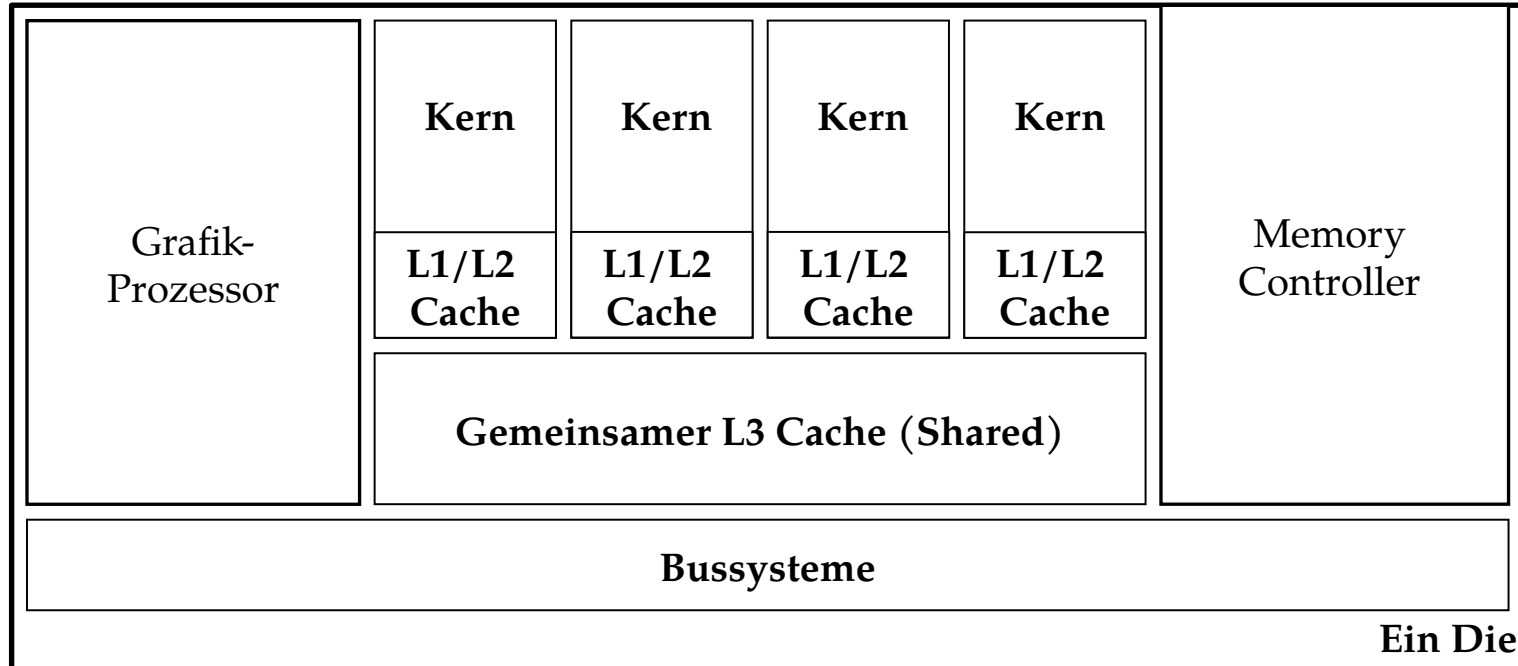 Grafik-
Prozessor
Kern
L1/L2
Cache
Kern
L1/L2
Cache
Kern
L1/L2
Cache
Kern
L1/L2
Cache
Memory
Controller
Gemeinsamer L3 Cache (Shared)
Bussysteme
Ein Die